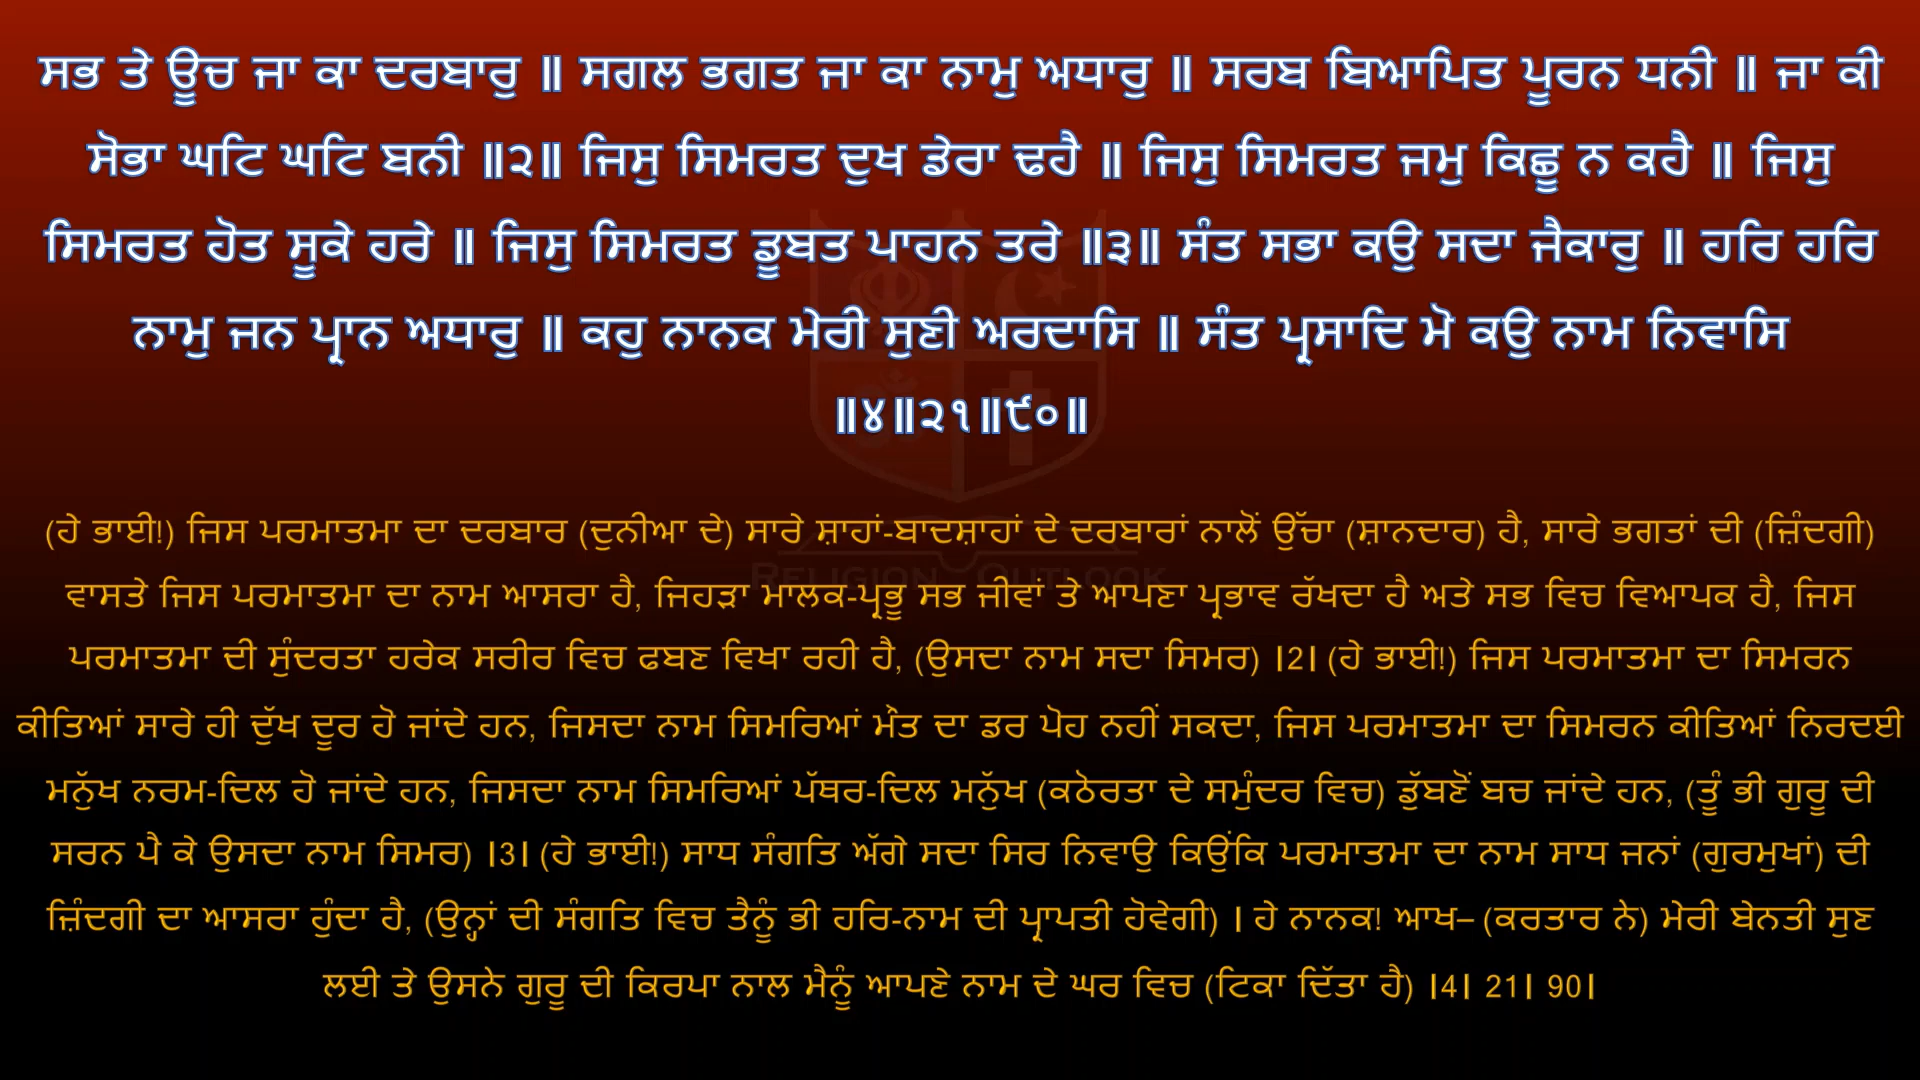 ਸਭ ਤੇ ਊਚ ਜਾ ਕਾ ਦਰਬਾਰੁ ॥ ਸਗਲ ਭਗਤ ਜਾ ਕਾ ਨਾਮੁ ਅਧਾਰੁ ॥ ਸਰਬ ਬਿਆਪਿਤ ਪੂਰਨ ਧਨੀ ॥ ਜਾ ਕੀ
ਸੋਭਾ ਘਟਿ ਘਟਿ ਬਨੀ ॥੨॥ ਜਿਸੁ ਸਿਮਰਤ ਦੁਖ ਡੇਰਾ ਢਹੈ ॥ ਜਿਸੁ ਸਿਮਰਤ ਜਮੁ ਕਿਛੂ ਨ ਕਹੈ ॥ ਜਿਸੁ
ਸਿਮਰਤ ਹੋਤ ਸੂਕੇ ਹਰੇ ॥ ਜਿਸੁ ਸਿਮਰਤ ਡੂਬਤ ਪਾਹਨ ਤਰੇ ॥੩॥ ਸੰਤ ਸਭਾ ਕਉ ਸਦਾ ਜੈਕਾਰੁ ॥ ਹਰਿ ਹਰਿ
ਨਾਮੁ ਜਨ ਪ੍ਰਾਨ ਅਧਾਰੁ ॥ ਕਹੁ ਨਾਨਕ ਮੇਰੀ ਸੁਣੀ ਅਰਦਾਸਿ ॥ ਸੰਤ ਪ੍ਰਸਾਦਿ ਮੋ ਕਉ ਨਾਮ ਨਿਵਾਸਿ
॥੪॥੨੧॥੯੦॥
(ਹੇ ਭਾਈ!) ਜਿਸ ਪਰਮਾਤਮਾ ਦਾ ਦਰਬਾਰ (ਦੁਨੀਆ ਦੇ) ਸਾਰੇ ਸ਼ਾਹਾਂ-ਬਾਦਸ਼ਾਹਾਂ ਦੇ ਦਰਬਾਰਾਂ ਨਾਲੋਂ ਉੱਚਾ (ਸ਼ਾਨਦਾਰ) ਹੈ, ਸਾਰੇ ਭਗਤਾਂ ਦੀ (ਜ਼ਿੰਦਗੀ)
ਵਾਸਤੇ ਜਿਸ ਪਰਮਾਤਮਾ ਦਾ ਨਾਮ ਆਸਰਾ ਹੈ, ਜਿਹੜਾ ਮਾਲਕ-ਪ੍ਰਭੂ ਸਭ ਜੀਵਾਂ ਤੇ ਆਪਣਾ ਪ੍ਰਭਾਵ ਰੱਖਦਾ ਹੈ ਅਤੇ ਸਭ ਵਿਚ ਵਿਆਪਕ ਹੈ, ਜਿਸ
RELIGION OUTLOOK
ਪਰਮਾਤਮਾ ਦੀ ਸੁੰਦਰਤਾ ਹਰੇਕ ਸਰੀਰ ਵਿਚ ਫਬਣ ਵਿਖਾ ਰਹੀ ਹੈ, (ਉਸਦਾ ਨਾਮ ਸਦਾ ਸਿਮਰ) ।2। (ਹੇ ਭਾਈ!) ਜਿਸ ਪਰਮਾਤਮਾ ਦਾ ਸਿਮਰਨ
ਕੀਤਿਆਂ ਸਾਰੇ ਹੀ ਦੁੱਖ ਦੂਰ ਹੋ ਜਾਂਦੇ ਹਨ, ਜਿਸਦਾ ਨਾਮ ਸਿਮਰਿਆਂ ਮੌਤ ਦਾ ਡਰ ਪੋਹ ਨਹੀਂ ਸਕਦਾ, ਜਿਸ ਪਰਮਾਤਮਾ ਦਾ ਸਿਮਰਨ ਕੀਤਿਆਂ ਨਿਰਦਈ
ਮਨੁੱਖ ਨਰਮ-ਦਿਲ ਹੋ ਜਾਂਦੇ ਹਨ, ਜਿਸਦਾ ਨਾਮ ਸਿਮਰਿਆਂ ਪੱਥਰ-ਦਿਲ ਮਨੁੱਖ (ਕਠੋਰਤਾ ਦੇ ਸਮੁੰਦਰ ਵਿਚ) ਡੁੱਬਣੋਂ ਬਚ ਜਾਂਦੇ ਹਨ, (ਤੂੰ ਭੀ ਗੁਰੂ ਦੀ
ਸਰਨ ਪੈ ਕੇ ਉਸਦਾ ਨਾਮ ਸਿਮਰ) ।3। (ਹੇ ਭਾਈ!) ਸਾਧ ਸੰਗਤਿ ਅੱਗੇ ਸਦਾ ਸਿਰ ਨਿਵਾਉ ਕਿਉਂਕਿ ਪਰਮਾਤਮਾ ਦਾ ਨਾਮ ਸਾਧ ਜਨਾਂ (ਗੁਰਮੁਖਾਂ) ਦੀ
ਜ਼ਿੰਦਗੀ ਦਾ ਆਸਰਾ ਹੁੰਦਾ ਹੈ, (ਉਨ੍ਹਾਂ ਦੀ ਸੰਗਤਿ ਵਿਚ ਤੈਨੂੰ ਭੀ ਹਰਿ-ਨਾਮ ਦੀ ਪ੍ਰਾਪਤੀ ਹੋਵੇਗੀ) । ਹੇ ਨਾਨਕ! ਆਖ– (ਕਰਤਾਰ ਨੇ) ਮੇਰੀ ਬੇਨਤੀ ਸੁਣ
ਲਈ ਤੇ ਉਸਨੇ ਗੁਰੂ ਦੀ ਕਿਰਪਾ ਨਾਲ ਮੈਨੂੰ ਆਪਣੇ ਨਾਮ ਦੇ ਘਰ ਵਿਚ (ਟਿਕਾ ਦਿੱਤਾ ਹੈ) ।4। 21। 90।